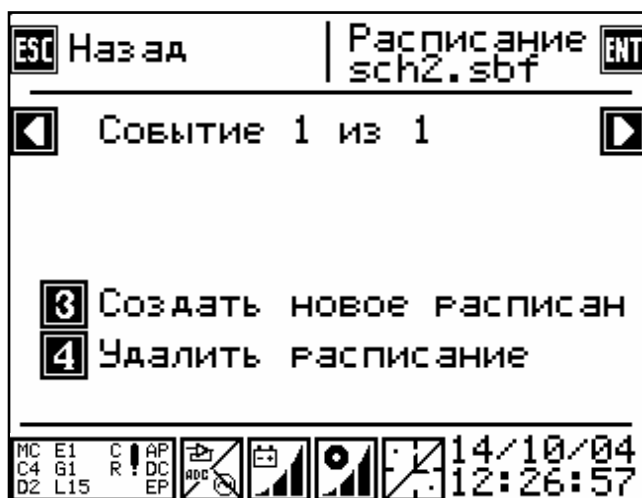 ESC Назад Расписание ENT
sch2.sbf
Событие 1 из 1
3 Создать новое расписан
4 Удалить расписание
MC E1 C AP
C4 G1 R DC
D2 L15 EP
ADC
14/10/04
12:26:57